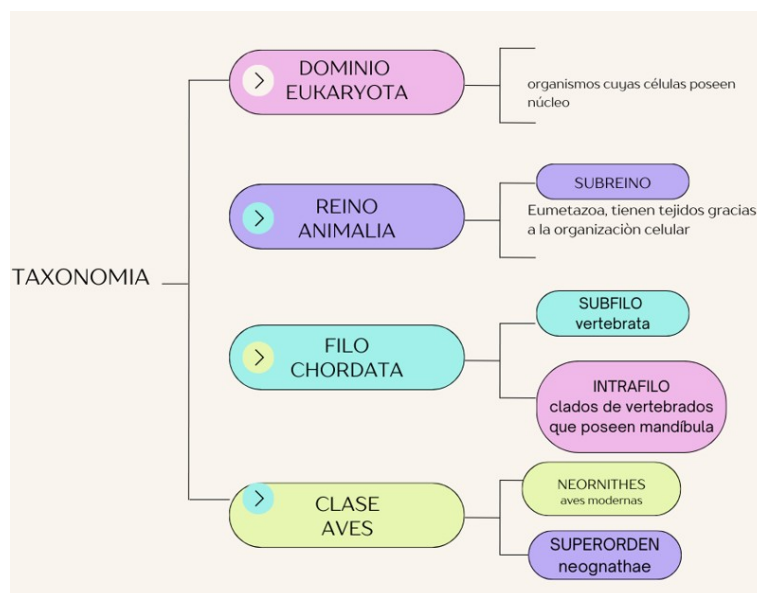 TAXONOMIA
DOMINIO
EUKARYOTA
organismos cuyas células poseen
núcleo
REINO
ANIMALIA
SUBREINO
Eumetazoa, tienen tejidos gracias
a la organizaciòn celular
FILO
CHORDATA
SUBFILO
vertebrata
INTRAFILO
clados de vertebrados
que poseen mandíbula
CLASE
AVES
NEORNITHES
aves modernas
SUPERORDEN
neognathae